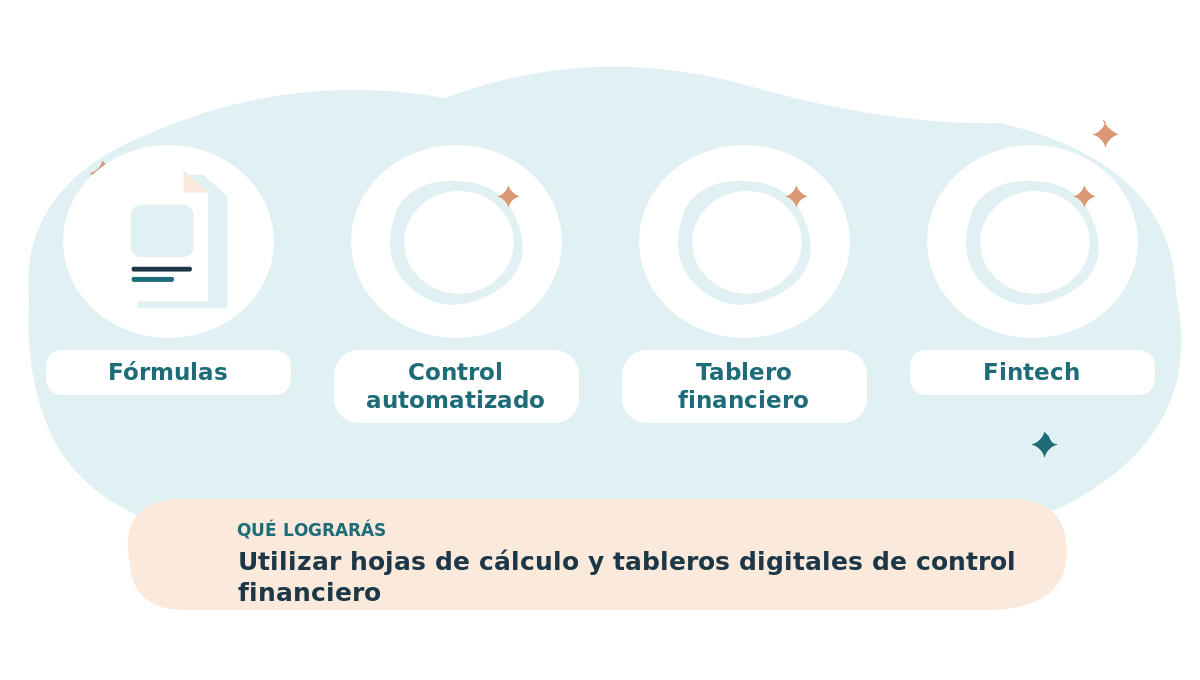 Fórmulas
Control
automatizado
Tablero
financiero
Fintech
QUÉ LOGRARÁS
Utilizar hojas de cálculo y tableros digitales de control
financiero